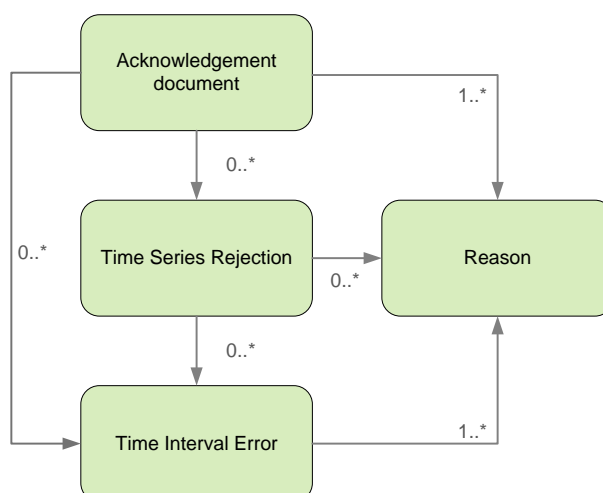 Acknowledgement
document
1..*
0..*
0..*
Time Series Rejection
0..*
Reason
0..*
Time Interval Error
1..*